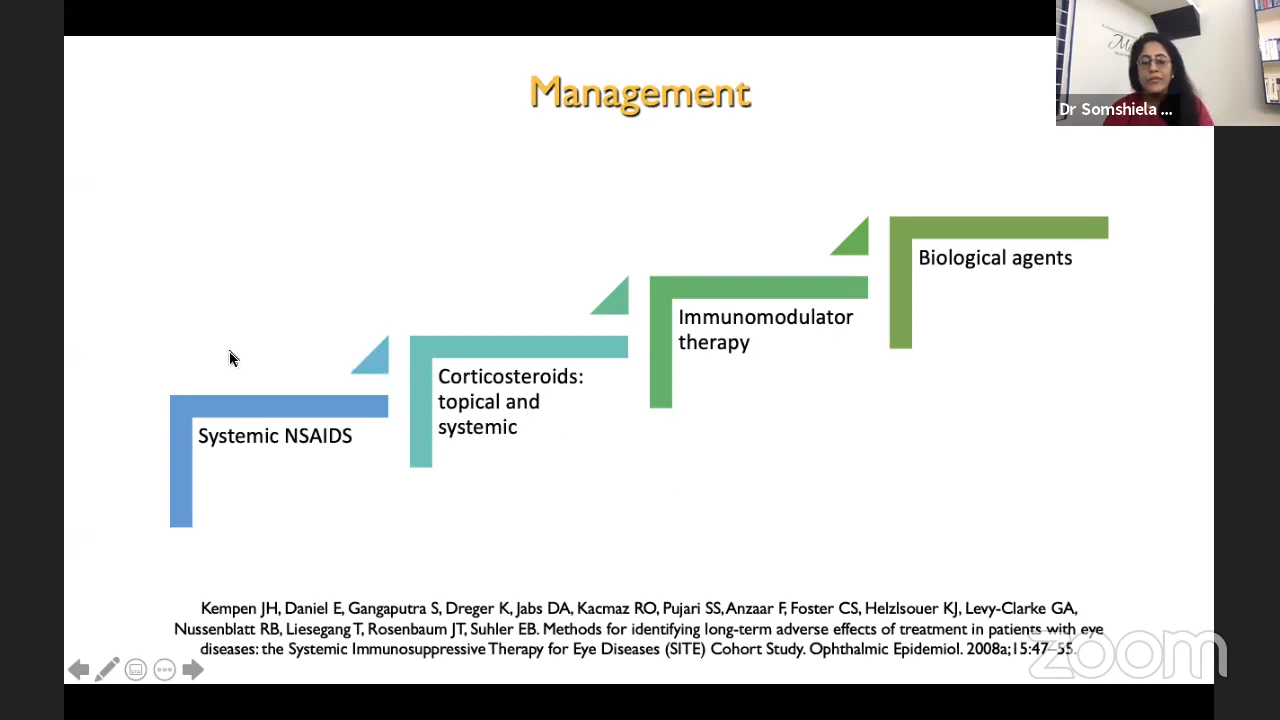 Management
Dr Somshiela ...
Biological agents
Immunomodulator
therapy
Corticosteroids:
topical and
systemic
Systemic NSAIDS
Kempen JH, Daniel E, Gangaputra S, Dreger K, Jabs DA, Kacmaz RO, Pujari SS, Anzaar F, Foster CS, Helzlsouer KJ, Levy-Clarke GA,
Nussenblatt RB, Liesegang T, Rosenbaum JT, Suhler EB. Methods for identifying long-term adverse effects of treatment in patients with eye
diseases: the Systemic Immunosuppressive Therapy for Eye Diseases (SITE) Cohort Study. Ophthalmic Epidemiol. 2008a;15:47–55.
zoom